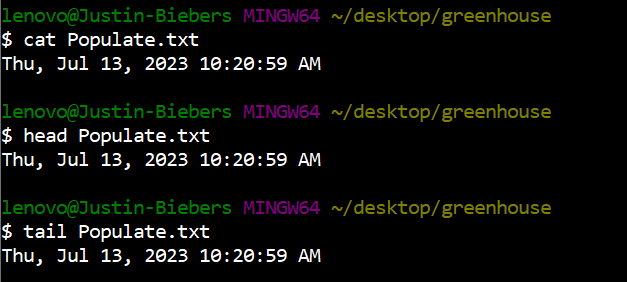 lenovo@Justin-Biebers MINGW64 ~/desktop/greenhouse
$ cat Populate.txt
Thu, Jul 13, 2023 10:20:59 AM
lenovo@Justin-Biebers MINGW64 ~/desktop/greenhouse
$ head Populate.txt
Thu, Jul 13, 2023 10:20:59 AM
lenovo@Justin-Biebers MINGW64 ~/desktop/greenhouse
$ tail Populate.txt
Thu, Jul 13, 2023 10:20:59 AM